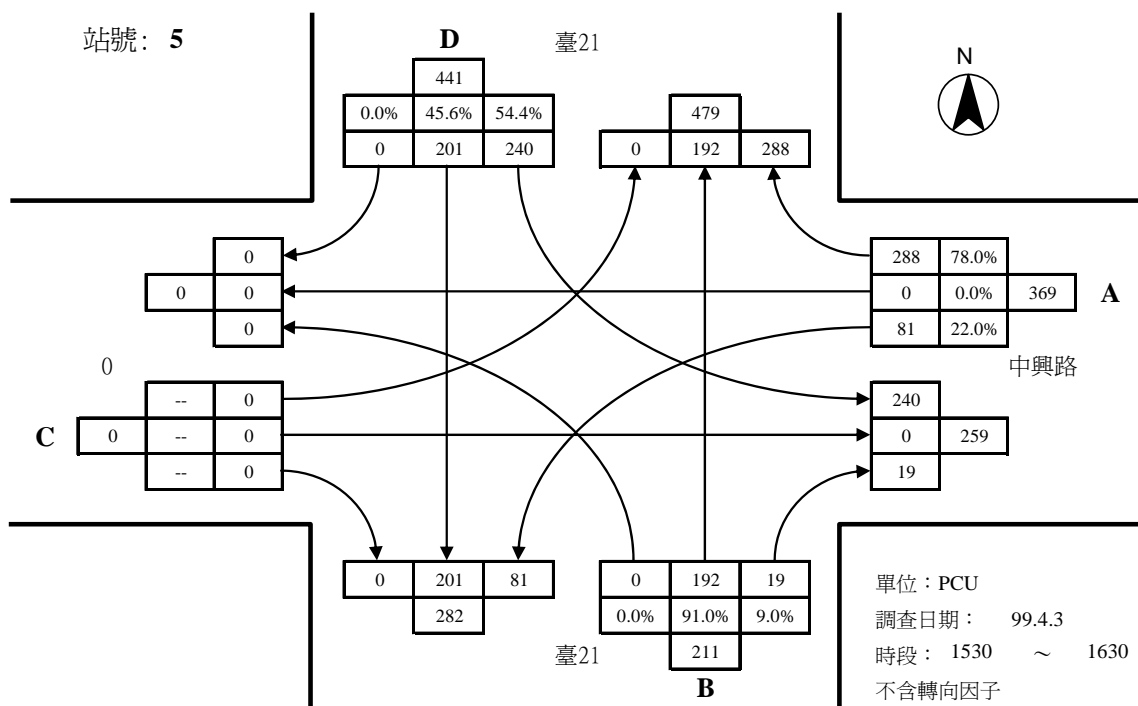 站號: 5
D
臺21
N
441
0.0% 45.6% 54.4%
0 201 240
479
0 192 288
0
0 0
0
288 78.0%
0 0.0% 369
81 22.0%
A
0
中興路
-- 0
C 0 -- 0
-- 0
240
0 259
19
0 201 81
282
0 192 19
0.0% 91.0% 9.0%
211
臺21
B
單位：PCU
調查日期： 99.4.3
時段： 1530 ～ 1630
不含轉向因子